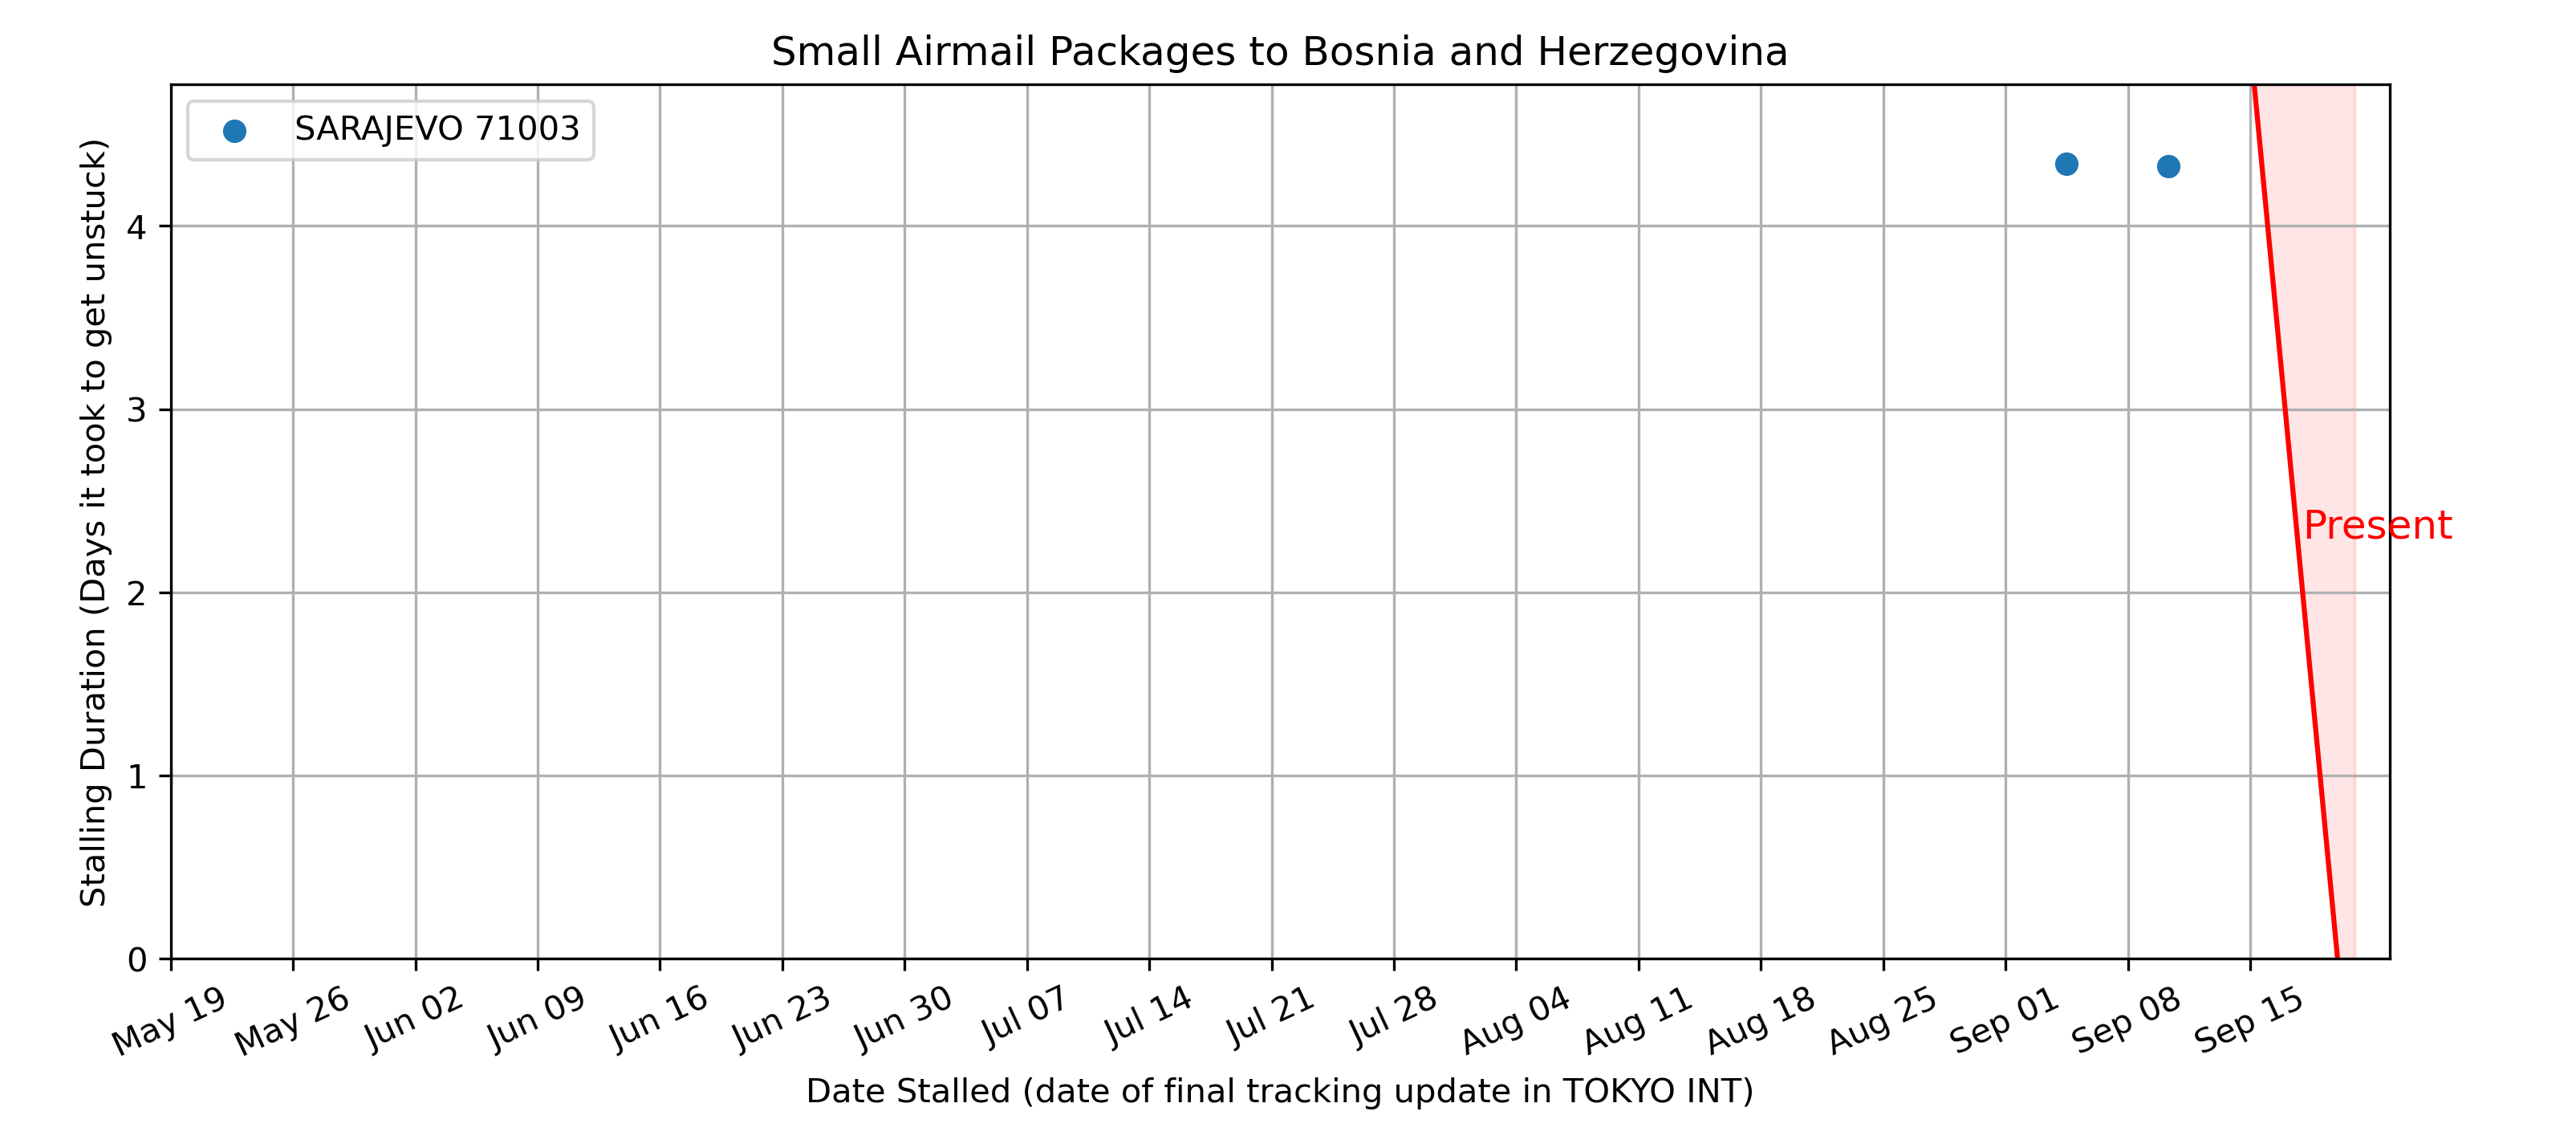 Small Airmail Packages to Bosnia and Herzegovina
SARAJEVO 71003
Stalling Duration (Days it took to get unstuck)
4
3
2
1
0
Present
May 19
May 26
Jun 02
Jun 09
Jun 16
Jun 23
Jun 30
Jul 07
Jul 14
Jul 21
Jul 28
Aug 04
Aug 11
Aug 18
Aug 25
Sep 01
Sep 08
Sep 15
Date Stalled (date of final tracking update in TOKYO INT)